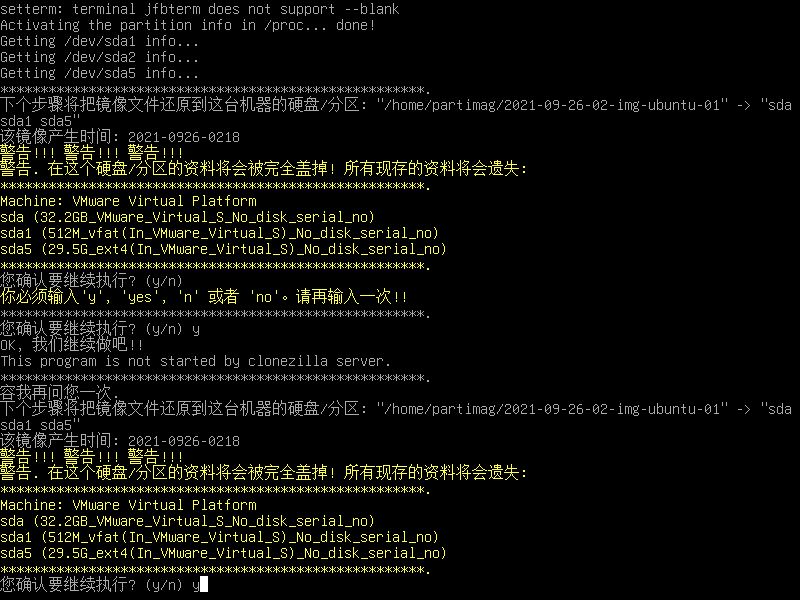 setterm: terminal jfbterm does not support --blank
Activating the partition info in /proc... done!
Getting /dev/sda1 info...
Getting /dev/sda2 info...
Getting /dev/sda5 info...
*****************************************************.
下个步骤将把镜像文件还原到这台机器的硬盘/分区: "/home/partimag/2021-09-26-02-img-ubuntu-01" -> "sda
sda1 sda5"
该镜像产生时间: 2021-0926-0218
警告!!! 警告!!! 警告!!!
警告. 在这个硬盘/分区的资料将会被完全盖掉! 所有现存的资料将会遗失:
*****************************************************.
Machine: VMware Virtual Platform
sda (32.2GB_VMware_Virtual_S_No_disk_serial_no)
sda1 (512M_vfat(In_VMware_Virtual_S)_No_disk_serial_no)
sda5 (29.5G_ext4(In_VMware_Virtual_S)_No_disk_serial_no)
*****************************************************.
您确认要继续执行? (y/n)
你必须输入'y', 'yes', 'n' 或者 'no'。请再输入一次!!
*****************************************************.
您确认要继续执行? (y/n) y
OK, 我们继续做吧!!
This program is not started by clonezilla server.
*****************************************************.
容我再问您一次.
下个步骤将把镜像文件还原到这台机器的硬盘/分区: "/home/partimag/2021-09-26-02-img-ubuntu-01" -> "sda
sda1 sda5"
该镜像产生时间: 2021-0926-0218
警告!!! 警告!!! 警告!!!
警告. 在这个硬盘/分区的资料将会被完全盖掉! 所有现存的资料将会遗失:
*****************************************************.
Machine: VMware Virtual Platform
sda (32.2GB_VMware_Virtual_S_No_disk_serial_no)
sda1 (512M_vfat(In_VMware_Virtual_S)_No_disk_serial_no)
sda5 (29.5G_ext4(In_VMware_Virtual_S)_No_disk_serial_no)
*****************************************************.
您确认要继续执行? (y/n) y